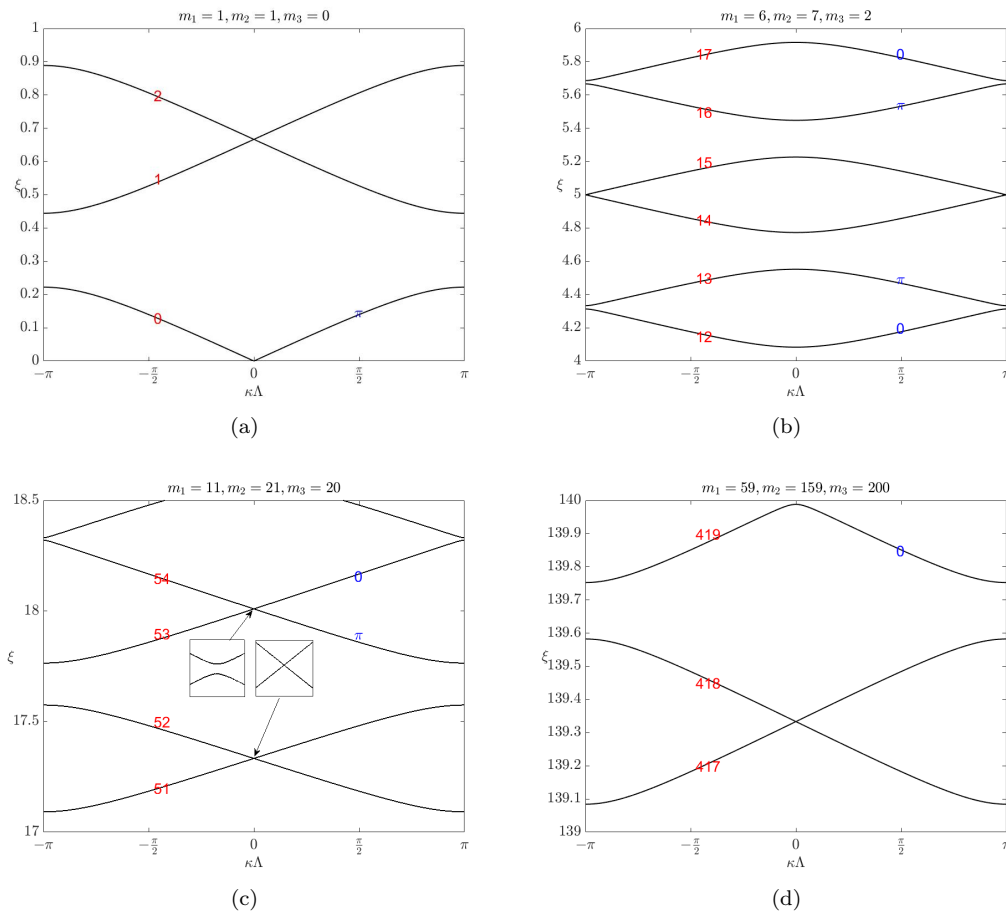 m₁ = 1, m₂ = 1, m₃ = 0
1
0.9
0.8
0.7
0.6
0.5
0.4
0.3
0.2
0.1
0
ξ
2
1
0
π
−π
−π/2
0
π/2
π
κΛ
(a)
m₁ = 6, m₂ = 7, m₃ = 2
6
5.8
5.6
5.4
5.2
5
4.8
4.6
4.4
4.2
4
ξ
17
0
16
π
15
14
13
π
12
0
−π
−π/2
0
π/2
π
κΛ
(b)
m₁ = 11, m₂ = 21, m₃ = 20
18.5
18
17.5
17
ξ
54
0
53
π
52
51
−π
−π/2
0
π/2
π
κΛ
(c)
m₁ = 59, m₂ = 159, m₃ = 200
140
139.9
139.8
139.7
139.6
139.5
139.4
139.3
139.2
139.1
139
ξ
419
0
418
417
−π
−π/2
0
π/2
π
κΛ
(d)